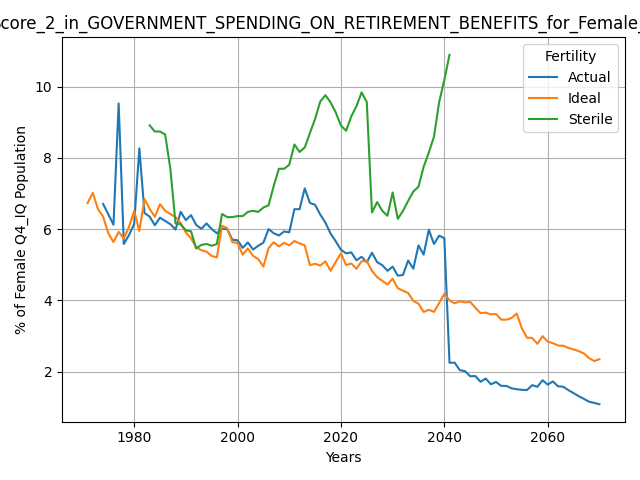 core_2_in_GOVERNMENT_SPENDING_ON_RETIREMENT_BENEFITS_for_Female_
Fertility
Actual
Ideal
Sterile
% of Female Q4_IQ Population
10
8
6
4
2
1980
2000
2020
2040
2060
Years